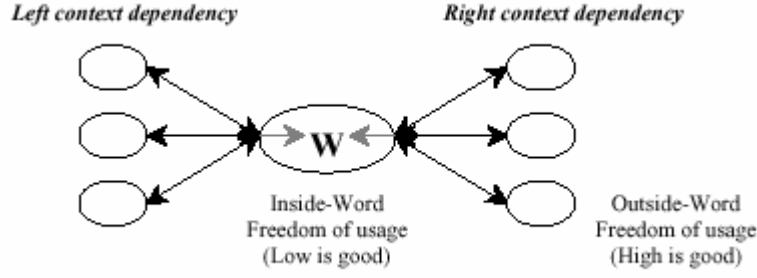 Left context dependency
Right context dependency
W
Inside-Word
Freedom of usage
(Low is good)
Outside-Word
Freedom of usage
(High is good)